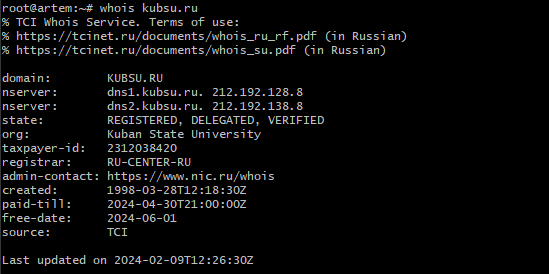 root@artem:~# whois kubsu.ru
% TCI Whois Service. Terms of use:
% https://tcinet.ru/documents/whois_ru_rf.pdf (in Russian)
% https://tcinet.ru/documents/whois_su.pdf (in Russian)

domain:        KUBSU.RU
nserver:       dns1.kubsu.ru. 212.192.128.8
nserver:       dns2.kubsu.ru. 212.192.138.8
state:         REGISTERED, DELEGATED, VERIFIED
org:           Kuban State University
taxpayer-id:   2312038420
registrar:     RU-CENTER-RU
admin-contact: https://www.nic.ru/whois
created:       1998-03-28T12:18:30Z
paid-till:     2024-04-30T21:00:00Z
free-date:     2024-06-01
source:        TCI

Last updated on 2024-02-09T12:26:30Z